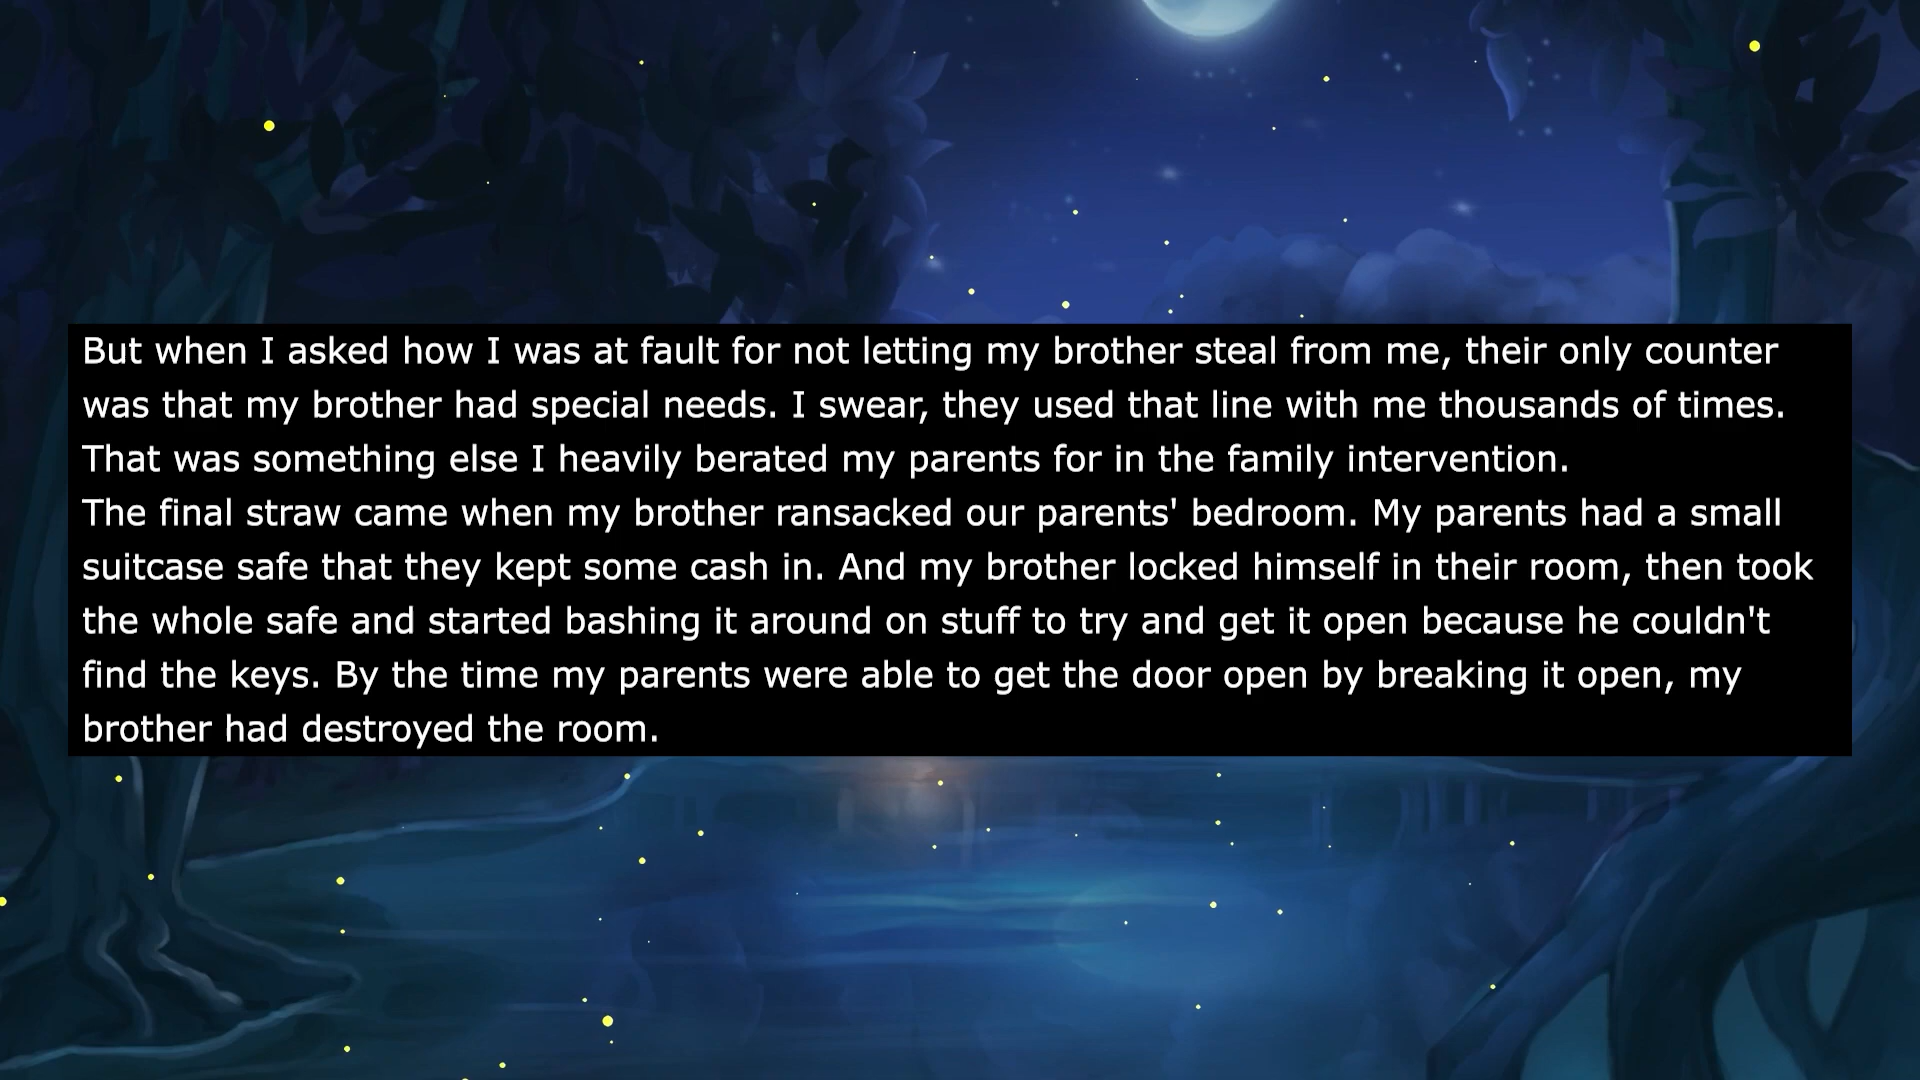 But when I asked how I was at fault for not letting my brother steal from me, their only counter
was that my brother had special needs. I swear, they used that line with me thousands of times.
That was something else I heavily berated my parents for in the family intervention.
The final straw came when my brother ransacked our parents' bedroom. My parents had a small
suitcase safe that they kept some cash in. And my brother locked himself in their room, then took
the whole safe and started bashing it around on stuff to try and get it open because he couldn't
find the keys. By the time my parents were able to get the door open by breaking it open, my
brother had destroyed the room.